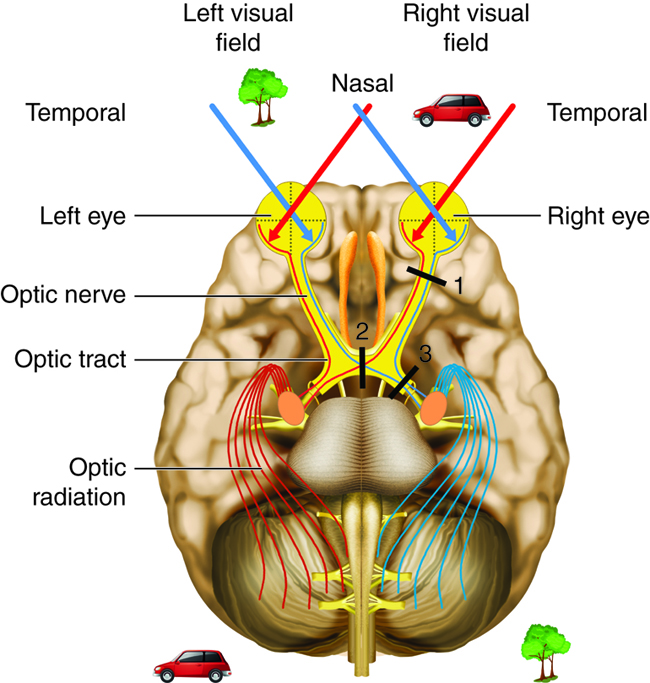 Left visual
field
Right visual
field
Nasal
Temporal
Temporal
Left eye
Right eye
1
Optic nerve
2
3
Optic tract
Optic
radiation